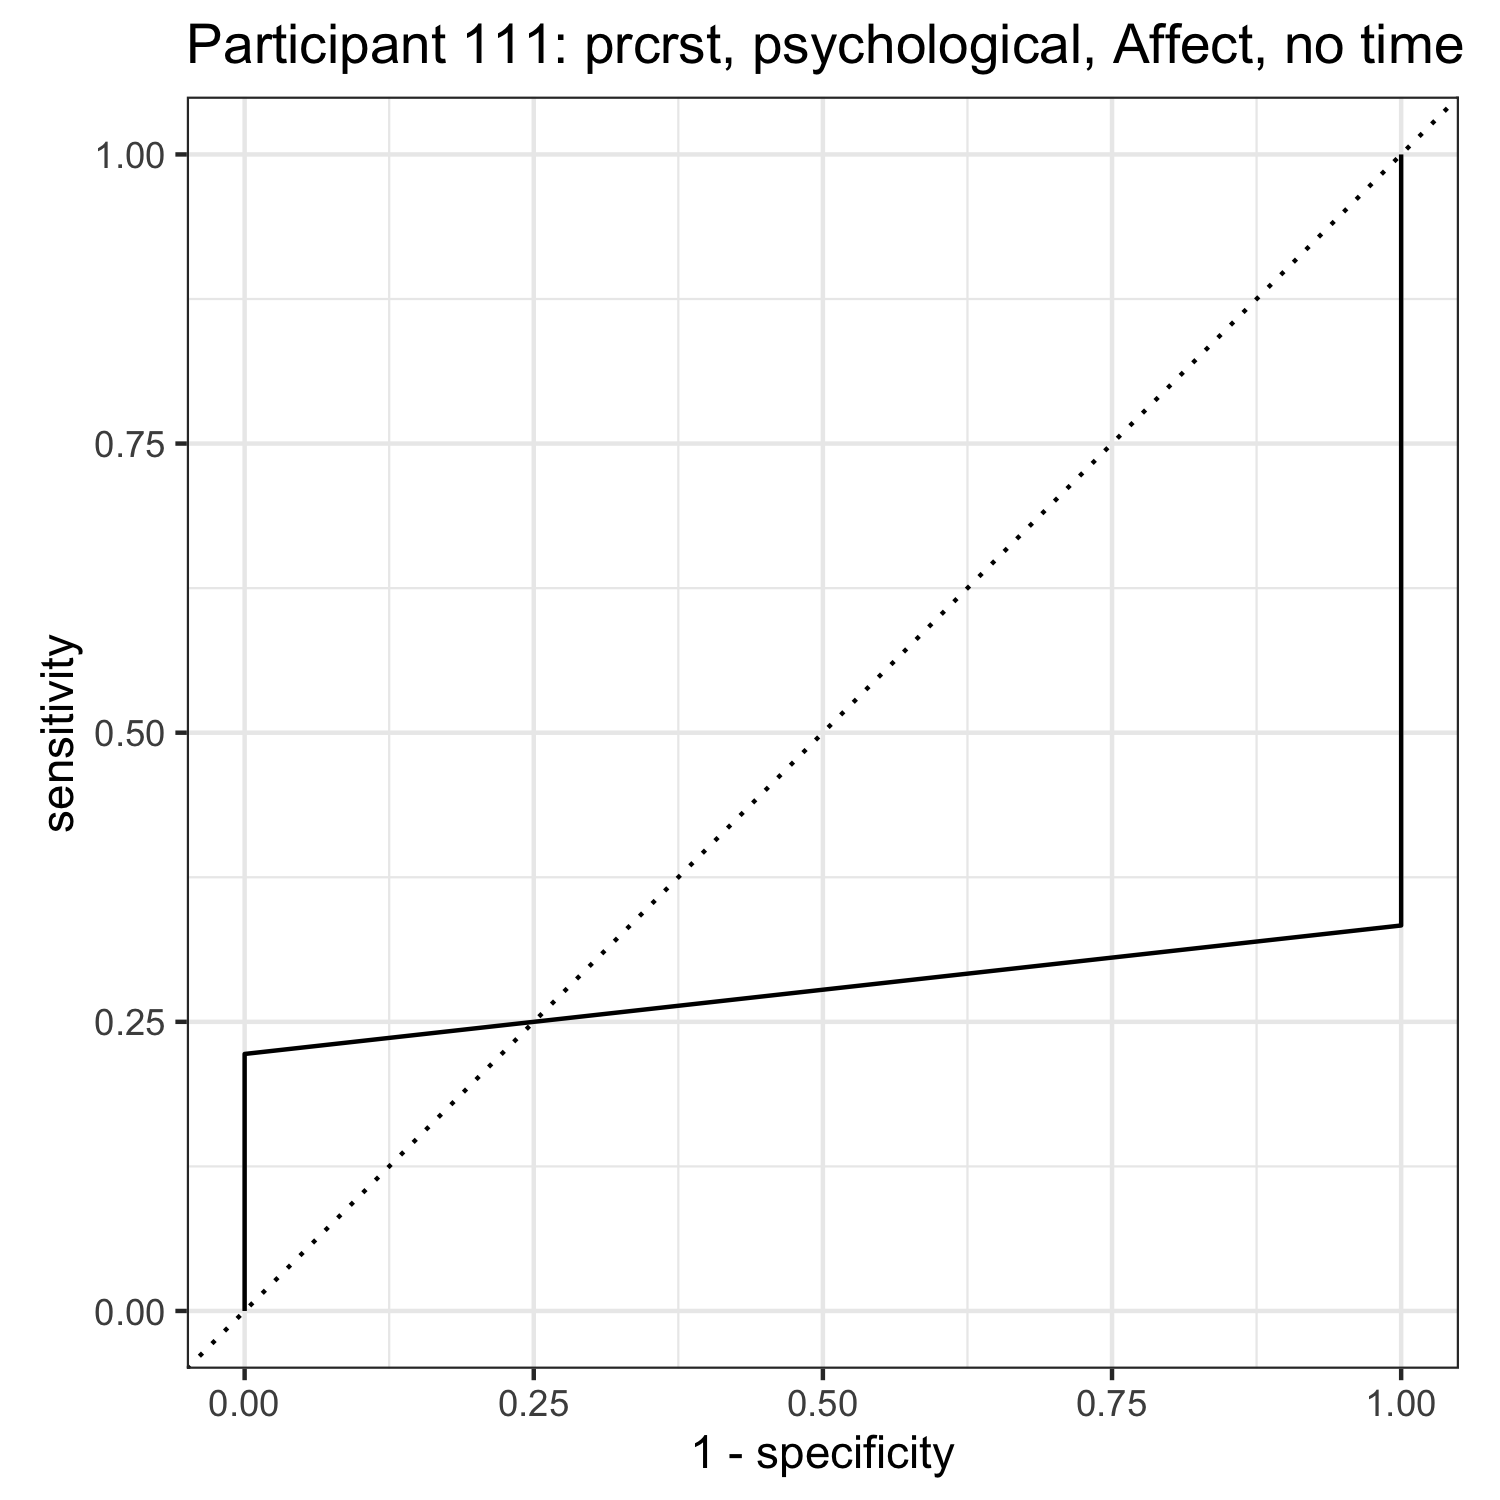 Participant 111: prcrst, psychological, Affect, no time
1.00
0.75
0.50
0.25
0.00
sensitivity
0.00 0.25 0.50 0.75 1.00
1 - specificity